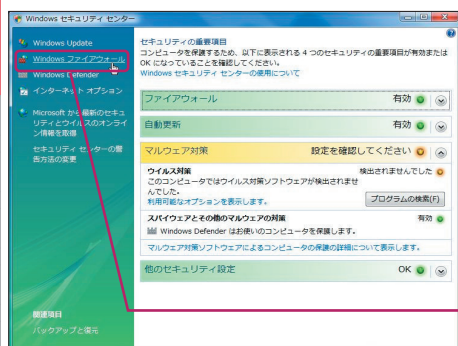 Windows セキュリティ センター
Windows Update
Windows ファイアウォール
Windows Defender
インターネット オプション
Microsoft から最新のセキュ
リティとウイルスのオンライ
ン情報を取得
セキュリティ センターの警
告方法の変更
関連項目
バックアップと復元
セキュリティの重要項目
コンピュータを保護するため、以下に表示される 4 つのセキュリティの重要項目が有効または
OK になっていることを確認してください。
Windows セキュリティ センターの使用について
ファイアウォール 有効
自動更新 有効
マルウェア対策 設定を確認してください
ウイルス対策 検出されませんでした
このコンピュータではウイルス対策ソフトウェアが検出されませ
んでした。
利用可能なオプションを表示します。 プログラムの検索(F)
スパイウェアとその他のマルウェアの対策 有効
Windows Defender はお使いのコンピュータを保護します。
マルウェア対策ソフトウェアによるコンピュータの保護の詳細について表示します。
他のセキュリティ設定 OK